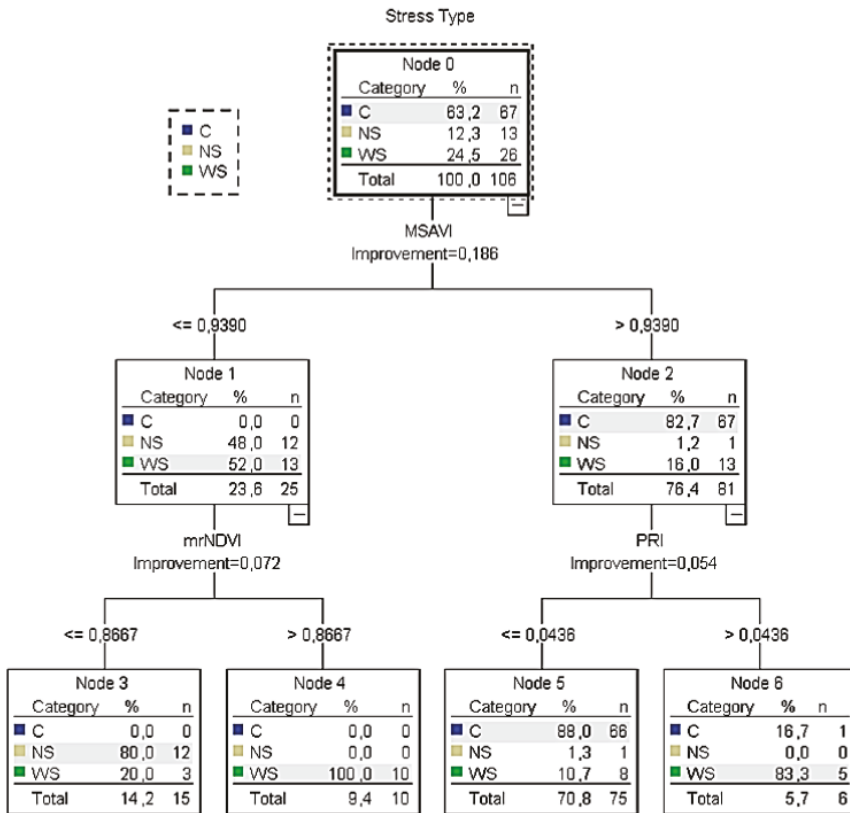 Stress Type
C
NS
WS
Node 0
Category % n
C 63,2 67
NS 12,3 13
WS 24,5 26
Total 100,0 106
MSAVI
Improvement=0,186
<= 0,9390
> 0,9390
Node 1
Category % n
C 0,0 0
NS 48,0 12
WS 52,0 13
Total 23,6 25
Node 2
Category % n
C 82,7 67
NS 1,2 1
WS 16,0 13
Total 76,4 81
mrNDVI
Improvement=0,072
PRI
Improvement=0,054
<= 0,8667
> 0,8667
<= 0,0436
> 0,0436
Node 3
Category % n
C 0,0 0
NS 80,0 12
WS 20,0 3
Total 14,2 15
Node 4
Category % n
C 0,0 0
NS 0,0 0
WS 100,0 10
Total 9,4 10
Node 5
Category % n
C 88,0 66
NS 1,3 1
WS 10,7 8
Total 70,8 75
Node 6
Category % n
C 16,7 1
NS 0,0 0
WS 83,3 5
Total 5,7 6